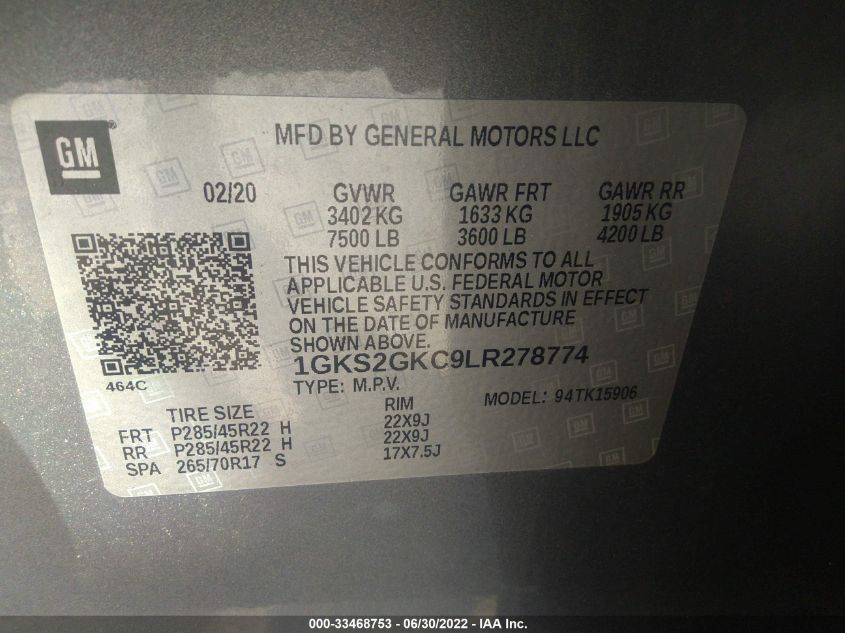 GM
MFD BY GENERAL MOTORS LLC
02/20 GVWR GAWR FRT GAWR RR
3402 KG 1633 KG 1905 KG
7500 LB 3600 LB 4200 LB
THIS VEHICLE CONFORMS TO ALL
APPLICABLE U.S. FEDERAL MOTOR
VEHICLE SAFETY STANDARDS IN EFFECT
ON THE DATE OF MANUFACTURE
SHOWN ABOVE.
1GKS2GKC9LR278774
464C
TYPE: M.P.V. MODEL: 94TK15906
TIRE SIZE RIM
FRT P285/45R22 H 22X9J
RR P285/45R22 H 22X9J
SPA 265/70R17 S 17X7.5J
000-33468753 - 06/30/2022 - IAA Inc.